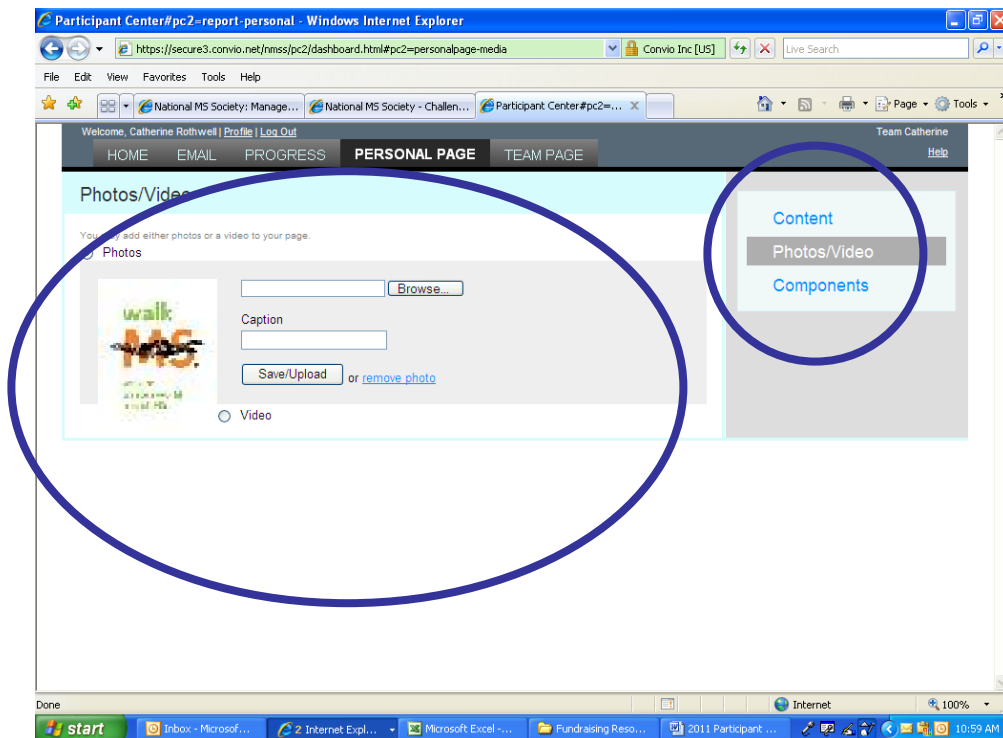 Participant Center#pc2=report-personal - Windows Internet Explorer
https://secure3.convio.net/nmss/pc2/dashboard.html#pc2=personalpage-media
Convio Inc [US]
Live Search
File Edit View Favorites Tools Help
National MS Society: Manage...
National MS Society - Challen...
Participant Center#pc2=...
Page
Tools
Welcome, Catherine Rothwell | Profile | Log Out
Team Catherine
HOME EMAIL PROGRESS PERSONAL PAGE TEAM PAGE
Help
Photos/Video
You may add either photos or a video to your page.
Photos
Browse...
walk
MS
Caption
Save/Upload or remove photo
Video
Content
Photos/Video
Components
Done
Internet
100%
start
Inbox - Microsof...
2 Internet Expl...
Microsoft Excel -...
Fundraising Reso...
2011 Participant ...
10:59 AM